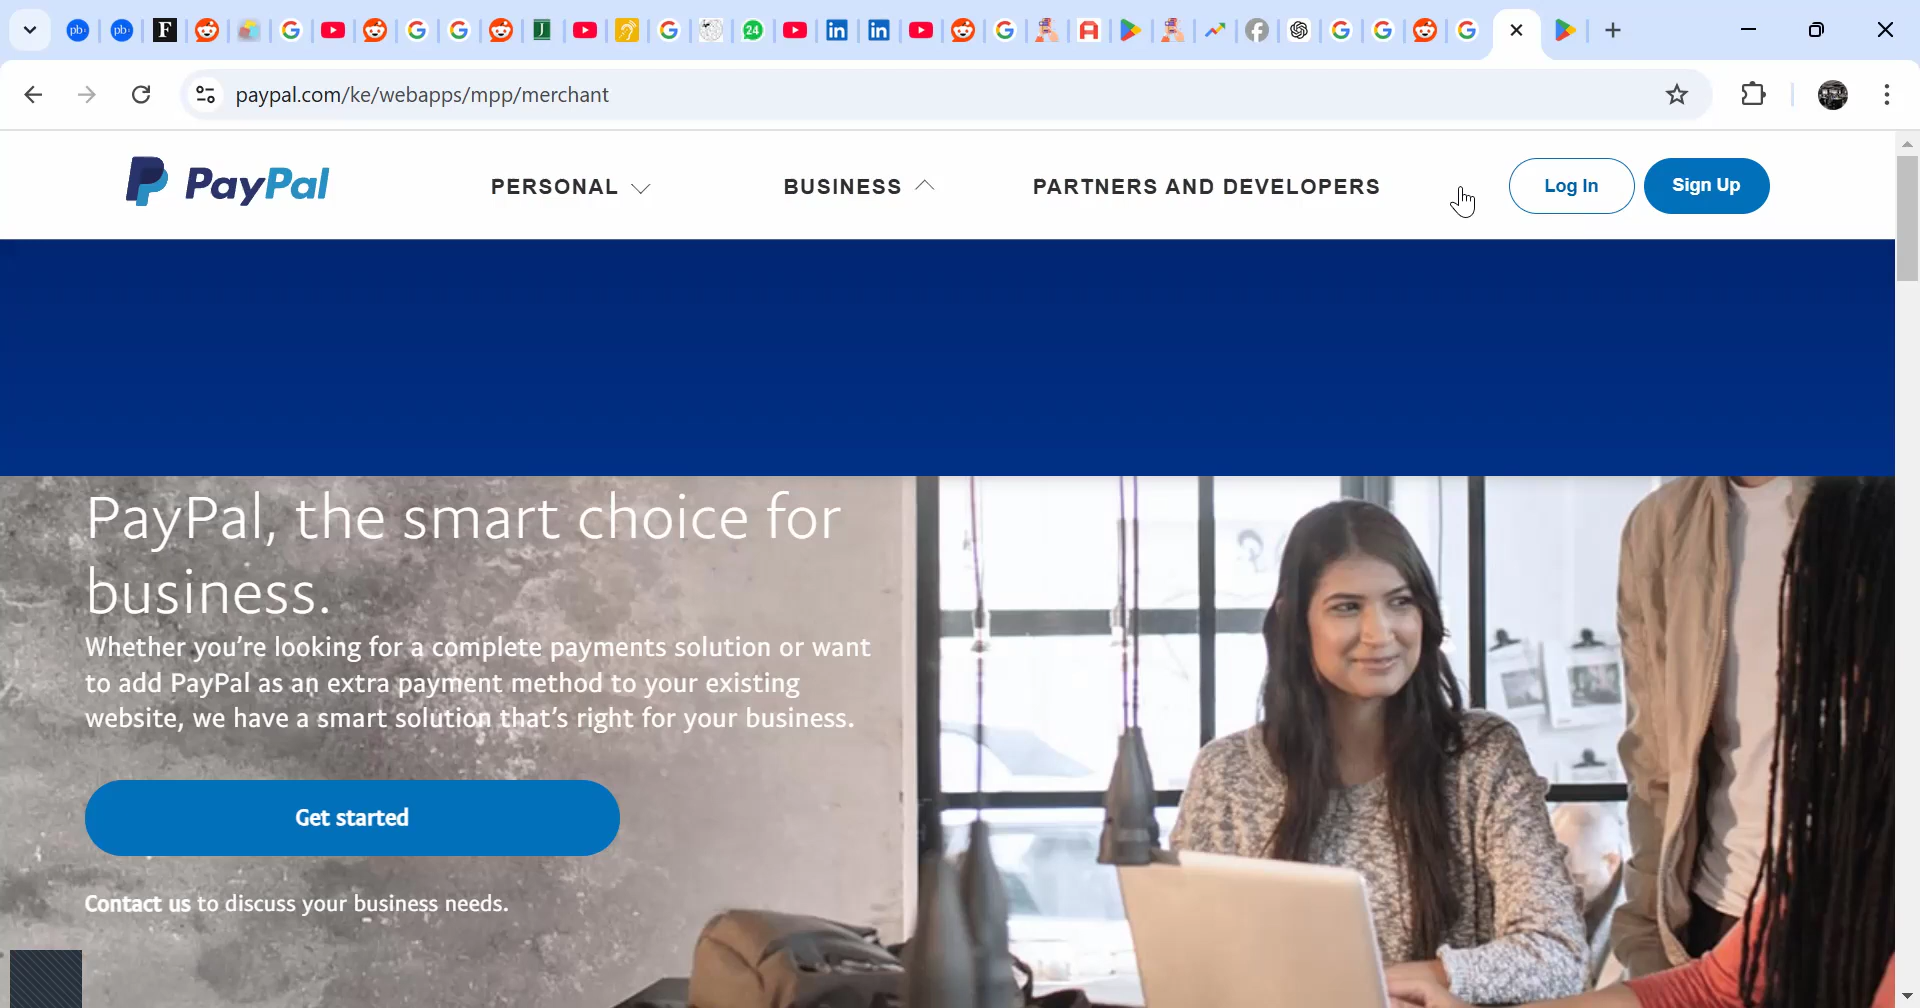 paypal.com/ke/webapps/mpp/merchant
PayPal
PERSONAL
BUSINESS
PARTNERS AND DEVELOPERS
Log In
Sign Up
PayPal, the smart choice for
business.
Whether you’re looking for a complete payments solution or want
to add PayPal as an extra payment method to your existing
website, we have a smart solution that’s right for your business.
Get started
Contact us to discuss your business needs.